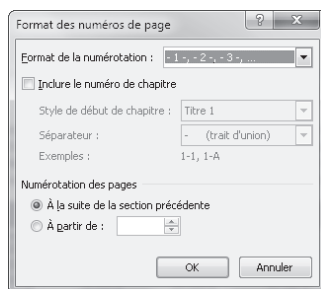 Format des numéros de page
Format de la numérotation : - 1 -, - 2 -, - 3 -, ...
Inclure le numéro de chapitre
Style de début de chapitre : Titre 1
Séparateur : - (trait d'union)
Exemples : 1-1, 1-A
Numérotation des pages
À la suite de la section précédente
À partir de :
OK Annuler